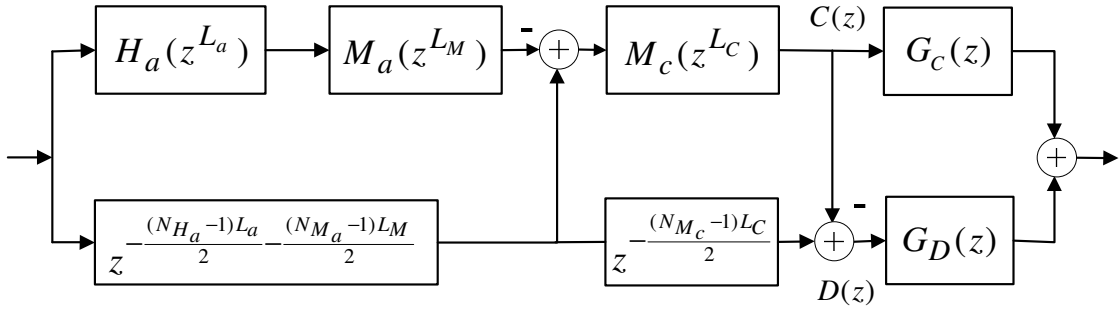 H_a(z^{L_a})
M_a(z^{L_M})
-
+
M_c(z^{L_C})
C(z)
G_C(z)
+
z^{-\frac{(N_{H_a}-1)L_a}{2}-\frac{(N_{M_a}-1)L_M}{2}}
z^{-\frac{(N_{M_c}-1)L_C}{2}}
-
+
D(z)
G_D(z)